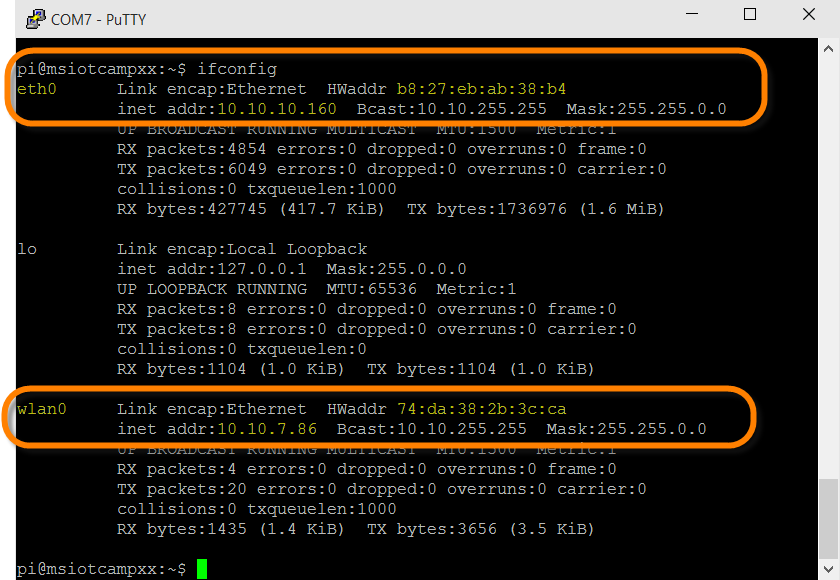 COM7 - PuTTY
pi@msiotcampxx:~$ ifconfig
eth0      Link encap:Ethernet  HWaddr b8:27:eb:ab:38:b4
          inet addr:10.10.10.160  Bcast:10.10.255.255  Mask:255.255.0.0
          UP BROADCAST RUNNING MULTICAST  MTU:1500  Metric:1
          RX packets:4854 errors:0 dropped:0 overruns:0 frame:0
          TX packets:6049 errors:0 dropped:0 overruns:0 carrier:0
          collisions:0 txqueuelen:1000
          RX bytes:427745 (417.7 KiB)  TX bytes:1736976 (1.6 MiB)
lo        Link encap:Local Loopback
          inet addr:127.0.0.1  Mask:255.0.0.0
          UP LOOPBACK RUNNING  MTU:65536  Metric:1
          RX packets:8 errors:0 dropped:0 overruns:0 frame:0
          TX packets:8 errors:0 dropped:0 overruns:0 carrier:0
          collisions:0 txqueuelen:0
          RX bytes:1104 (1.0 KiB)  TX bytes:1104 (1.0 KiB)
wlan0     Link encap:Ethernet  HWaddr 74:da:38:2b:3c:ca
          inet addr:10.10.7.86  Bcast:10.10.255.255  Mask:255.255.0.0
          UP BROADCAST RUNNING MULTICAST  MTU:1500  Metric:1
          RX packets:4 errors:0 dropped:0 overruns:0 frame:0
          TX packets:20 errors:0 dropped:0 overruns:0 carrier:0
          collisions:0 txqueuelen:1000
          RX bytes:1435 (1.4 KiB)  TX bytes:3656 (3.5 KiB)
pi@msiotcampxx:~$